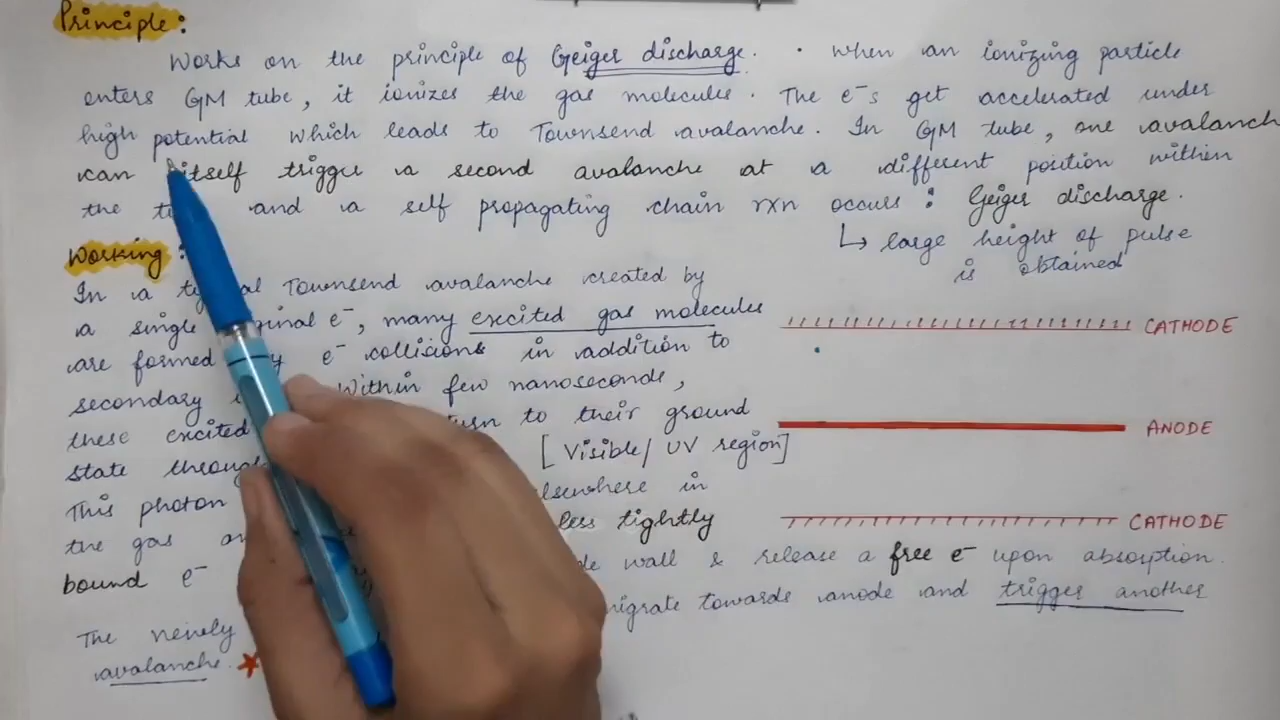 Principle:
Works on the principle of Geiger discharge. • When an ionizing particle
enters GM tube, it ionizes the gas molecules. The e⁻s get accelerated under
high potential which leads to Townsend avalanche. In GM tube, one avalanch
can itself trigger a second avalanche at a different position within
the and a self propagating chain rxn occurs : Geiger discharge.
↳ large height of pulse
is obtained
Working :
In a Townsend avalanche created by
a single e⁻, many excited gas molecules
are formed e⁻ collisions in addition to
secondary Within few nanoseconds,
these excited to their ground
state through [Visible/ UV region]
This photon elsewhere in
the gas less tightly
bound e⁻ wall & release a free e⁻ upon absorption.
The newly migrate towards anode and trigger another
avalanche.
CATHODE
ANODE
CATHODE